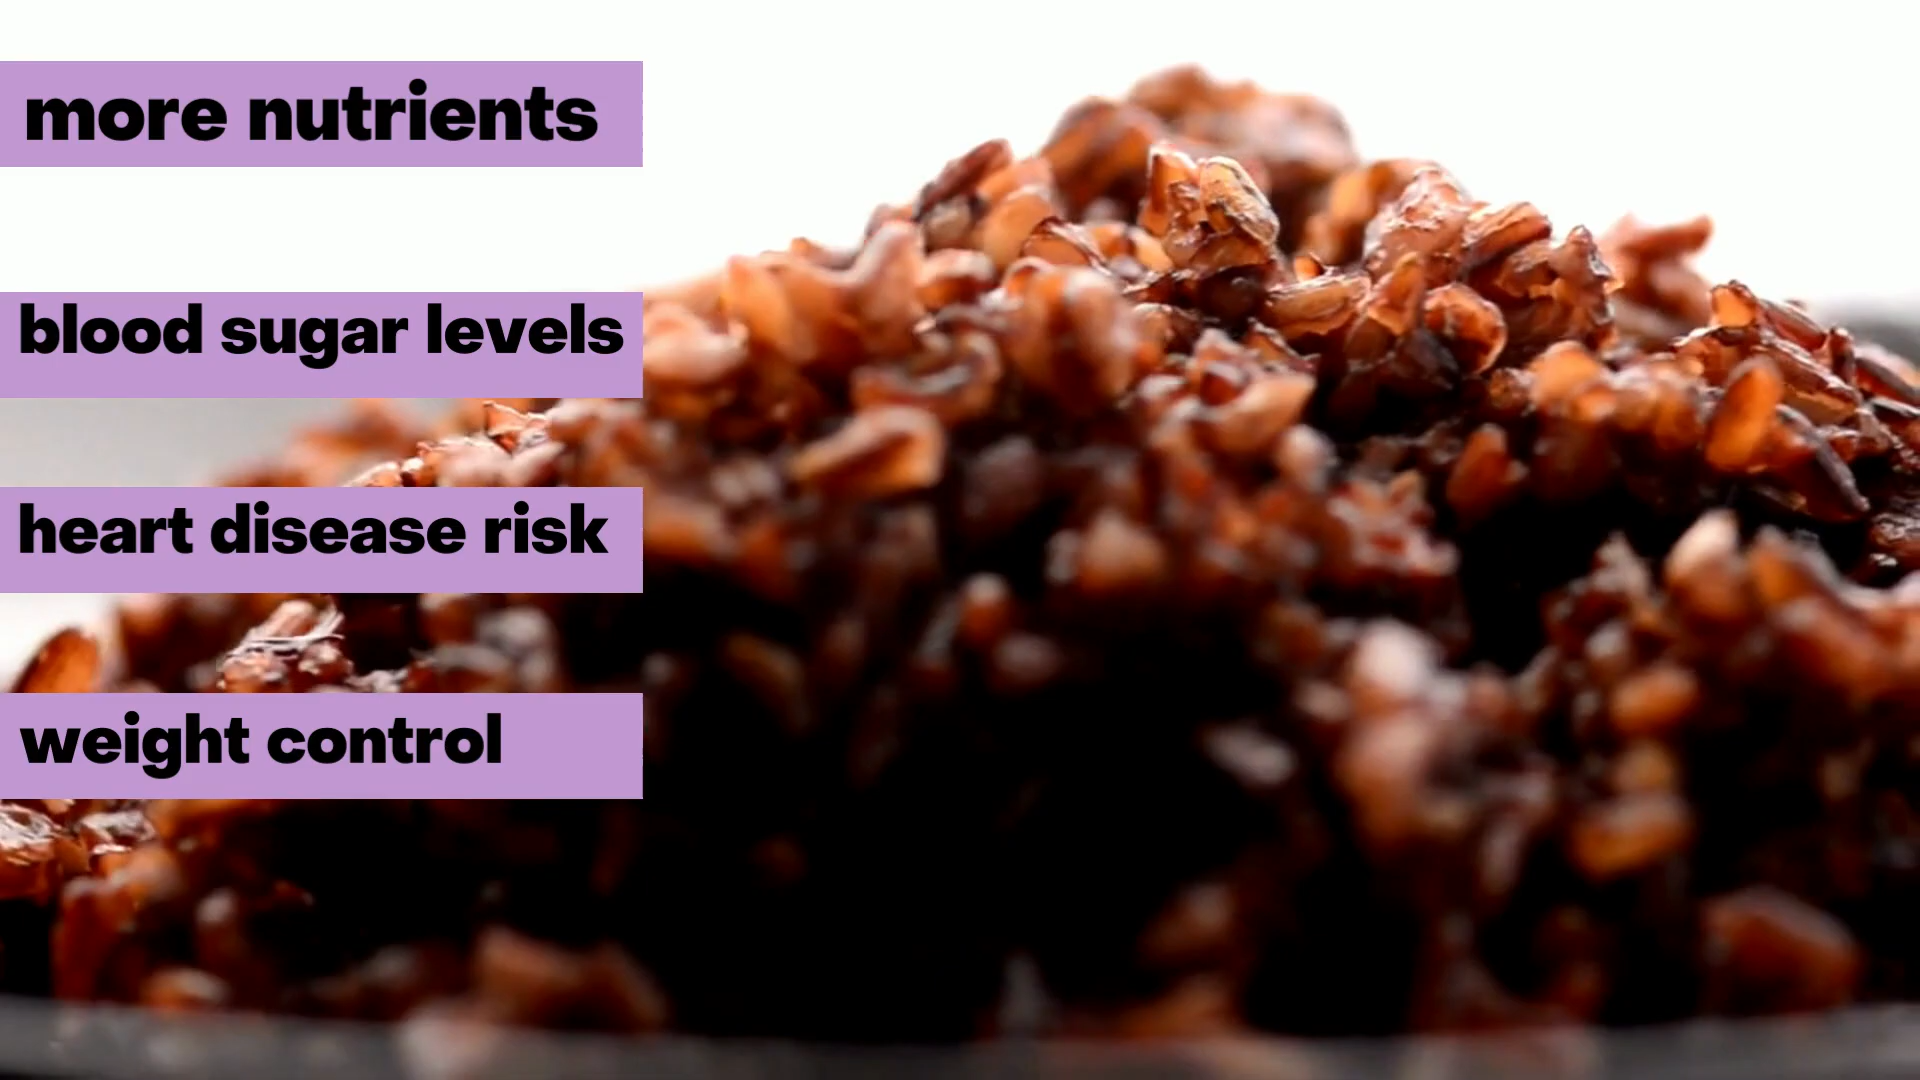 more nutrients
blood sugar levels
heart disease risk
weight control